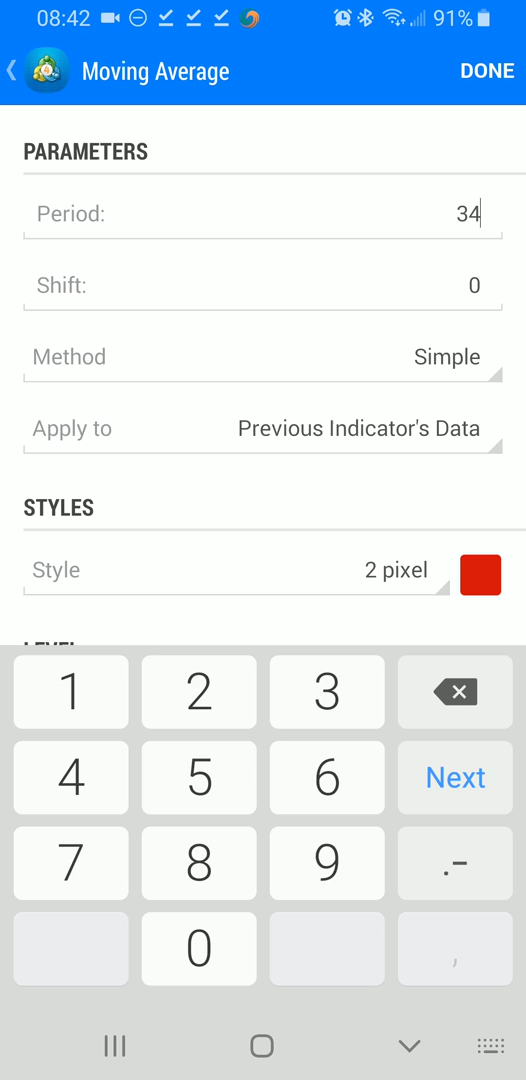 08:42 91%
Moving Average DONE
PARAMETERS
Period: 34
Shift: 0
Method Simple
Apply to Previous Indicator's Data
STYLES
Style 2 pixel
LEVEL
1 2 3
4 5 6 Next
7 8 9 .-
0 ,